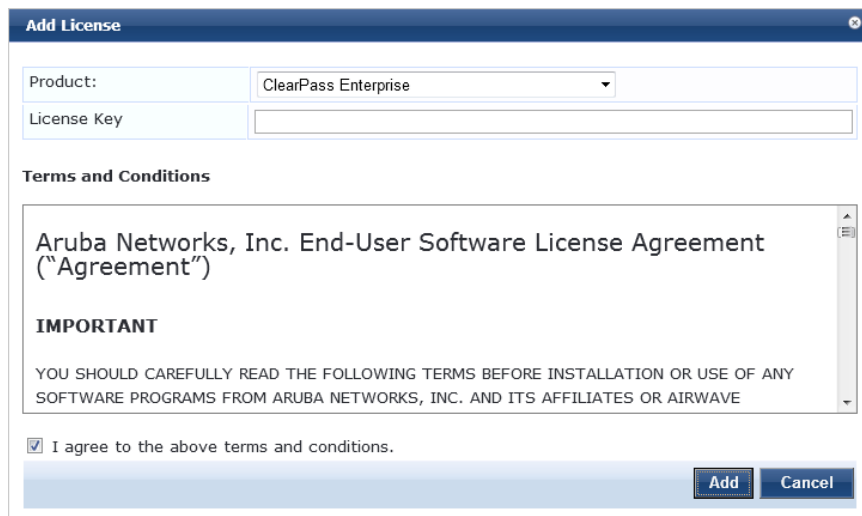 Add License
Product:
ClearPass Enterprise
License Key
Terms and Conditions
Aruba Networks, Inc. End-User Software License Agreement
(“Agreement”)
IMPORTANT
YOU SHOULD CAREFULLY READ THE FOLLOWING TERMS BEFORE INSTALLATION OR USE OF ANY
SOFTWARE PROGRAMS FROM ARUBA NETWORKS, INC. AND ITS AFFILIATES OR AIRWAVE
I agree to the above terms and conditions.
Add
Cancel